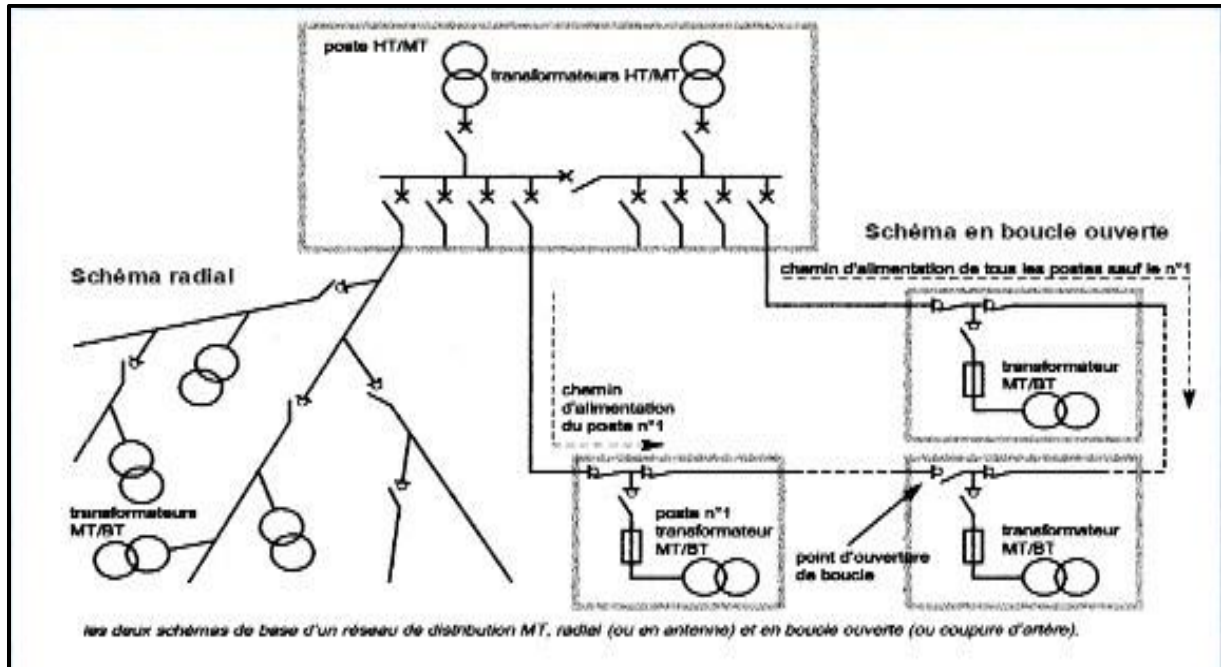 poste HT/MT
transformateurs HT/MT
Schéma radial
Schéma en boucle ouverte
chemin d'alimentation de tous les postes sauf le n°1
transformateur
MT/BT
chemin
d'alimentation
du poste n°1
transformateurs
MT/BT
poste n°1
transformateur
MT/BT
point d'ouverture
de boucle
transformateur
MT/BT
les deux schémas de base d'un réseau de distribution MT, radial (ou en antenne) et en boucle ouverte (ou coupure d'artère).